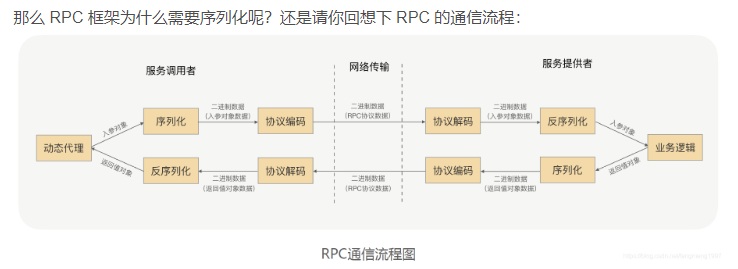 那么 RPC 框架为什么需要序列化呢？还是请你回想下 RPC 的通信流程：
服务调用者
网络传输
服务提供者
动态代理
入参对象
序列化
二进制数据
（入参对象数据）
协议编码
二进制数据
（RPC协议数据）
协议解码
二进制数据
（入参对象数据）
反序列化
入参对象
业务逻辑
返回值对象
反序列化
二进制数据
（返回值对象数据）
协议解码
二进制数据
（RPC协议数据）
协议编码
二进制数据
（返回值对象数据）
序列化
返回值对象
RPC通信流程图